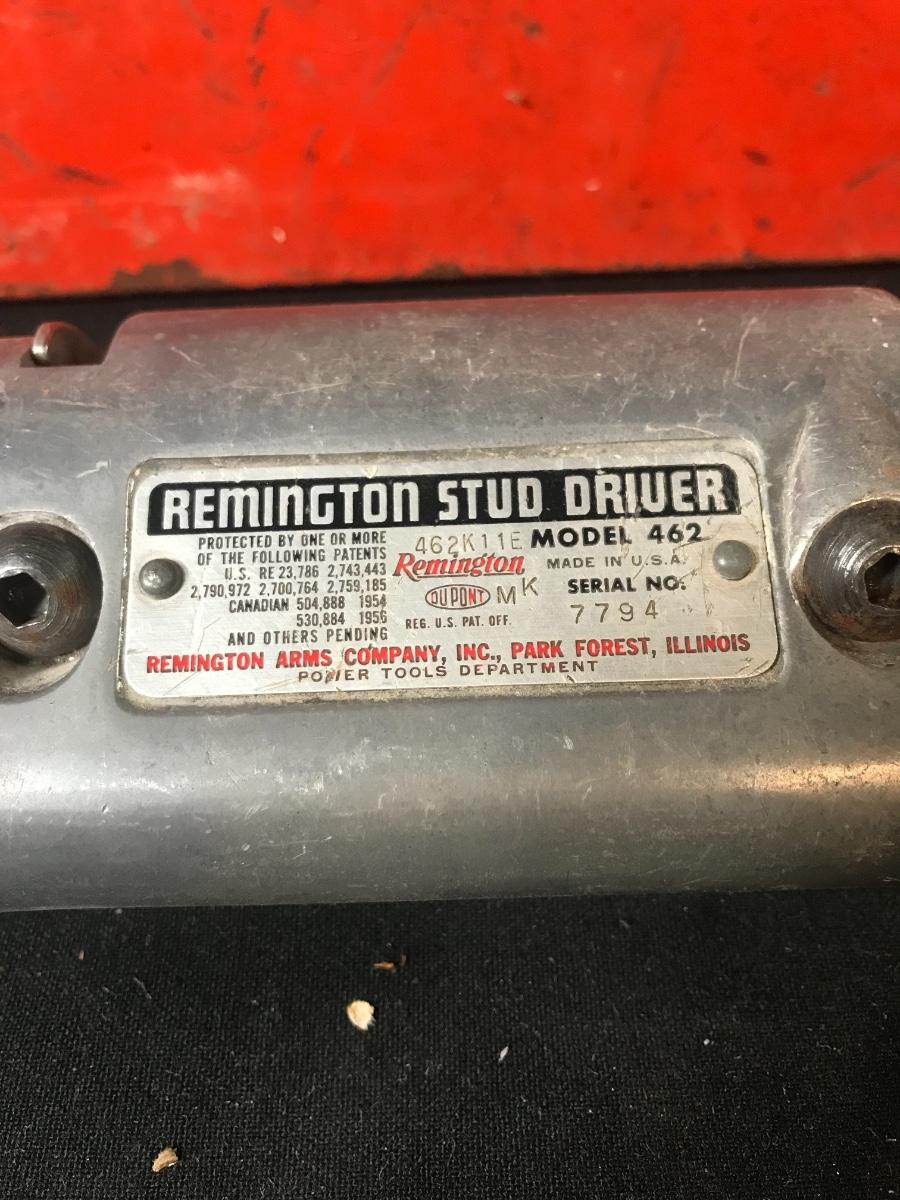 REMINGTON STUD DRIVER
PROTECTED BY ONE OR MORE
OF THE FOLLOWING PATENTS
U.S. RE 23,786 2,743,443
2,790,972 2,700,764 2,759,185
CANADIAN 504,888 1954
530,884 1956
AND OTHERS PENDING
462K11E
Remington
DU PONT MK
REG. U.S. PAT. OFF.
MODEL 462
MADE IN U.S.A.
SERIAL NO:
7794
REMINGTON ARMS COMPANY, INC., PARK FOREST, ILLINOIS
POWER TOOLS DEPARTMENT